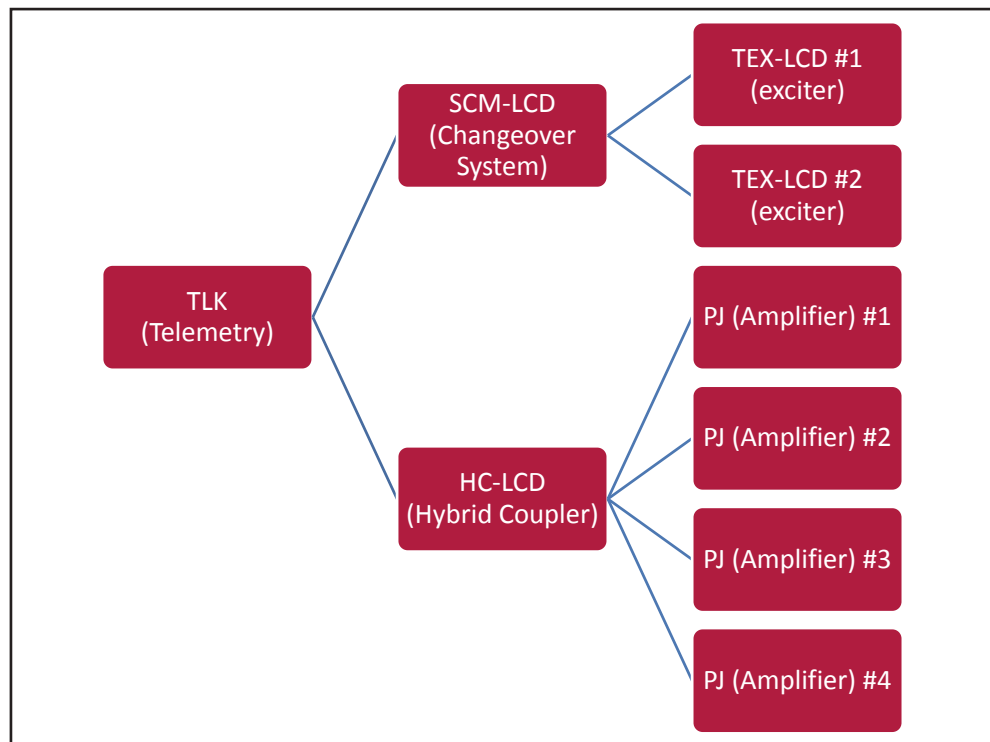 TLK
(Telemetry)
SCM-LCD
(Changeover
System)
HC-LCD
(Hybrid Coupler)
TEX-LCD #1
(exciter)
TEX-LCD #2
(exciter)
PJ (Amplifier) #1
PJ (Amplifier) #2
PJ (Amplifier) #3
PJ (Amplifier) #4